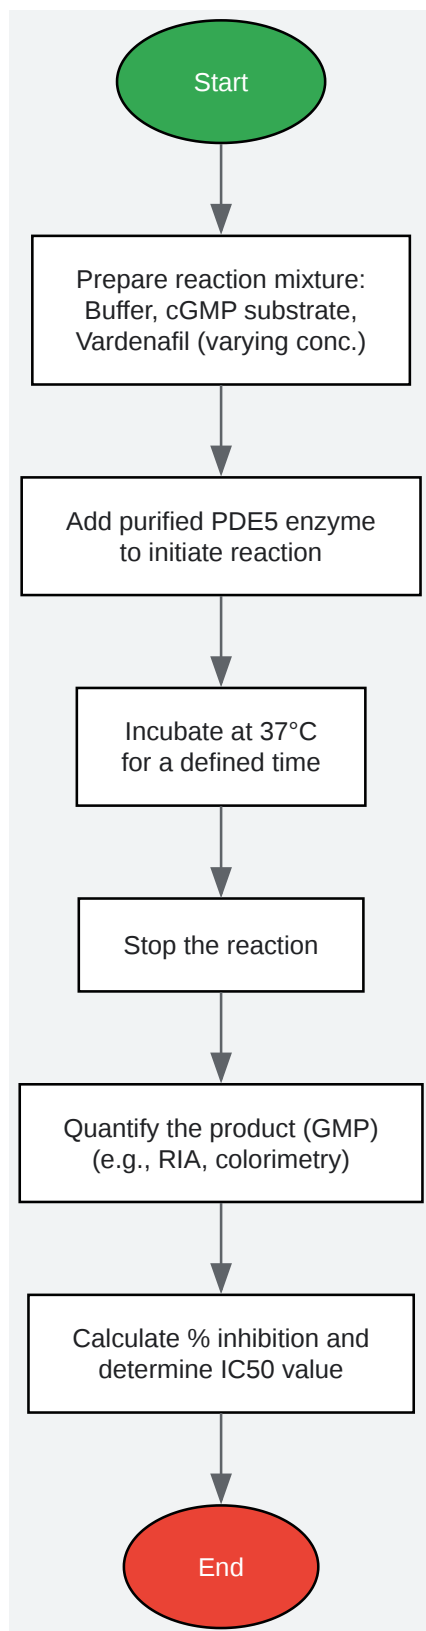 Start
Prepare reaction mixture:
Buffer, cGMP substrate,
Vardenafil (varying conc.)
Add purified PDE5 enzyme
to initiate reaction
Incubate at 37°C
for a defined time
Stop the reaction
Quantify the product (GMP)
(e.g., RIA, colorimetry)
Calculate % inhibition and
determine IC50 value
End